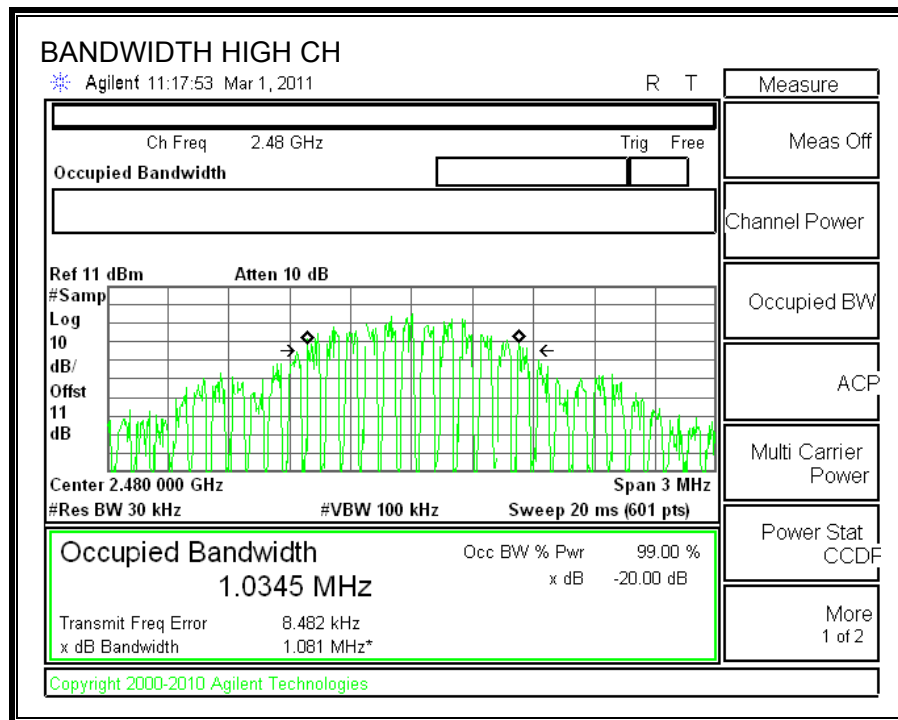 BANDWIDTH HIGH CH
Agilent 11:17:53 Mar 1, 2011 R T
Measure
Ch Freq 2.48 GHz Trig Free
Meas Off
Occupied Bandwidth
Channel Power
Ref 11 dBm Atten 10 dB
#Samp
Log
10
dB/
Offst
11
dB
Occupied BW
ACP
Multi Carrier
Power
Center 2.480 000 GHz Span 3 MHz
#Res BW 30 kHz #VBW 100 kHz Sweep 20 ms (601 pts)
Power Stat
CCDF
Occupied Bandwidth Occ BW % Pwr 99.00 %
1.0345 MHz x dB -20.00 dB
Transmit Freq Error 8.482 kHz
x dB Bandwidth 1.081 MHz*
More
1 of 2
Copyright 2000-2010 Agilent Technologies